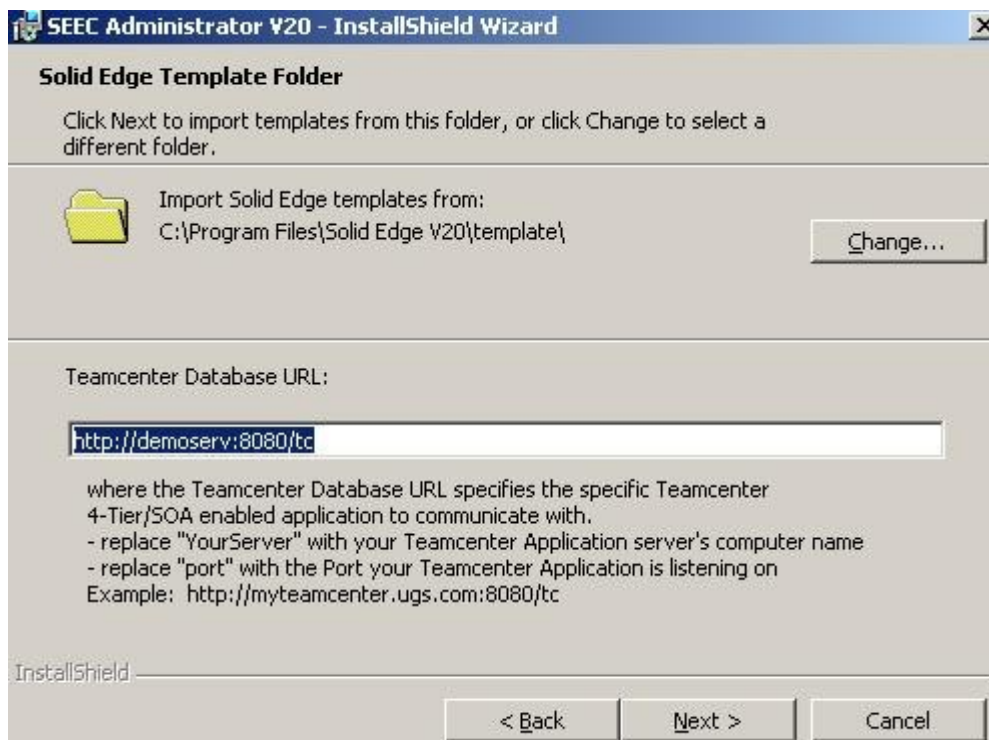 SEEC Administrator V20 - InstallShield Wizard
Solid Edge Template Folder
Click Next to import templates from this folder, or click Change to select a
different folder.
Import Solid Edge templates from:
C:\Program Files\Solid Edge V20\template\
Change...
Teamcenter Database URL:
http://demoserv:8080/tc
where the Teamcenter Database URL specifies the specific Teamcenter
4-Tier/SOA enabled application to communicate with.
- replace "YourServer" with your Teamcenter Application server's computer name
- replace "port" with the Port your Teamcenter Application is listening on
Example:  http://myteamcenter.ugs.com:8080/tc
InstallShield
< Back
Next >
Cancel